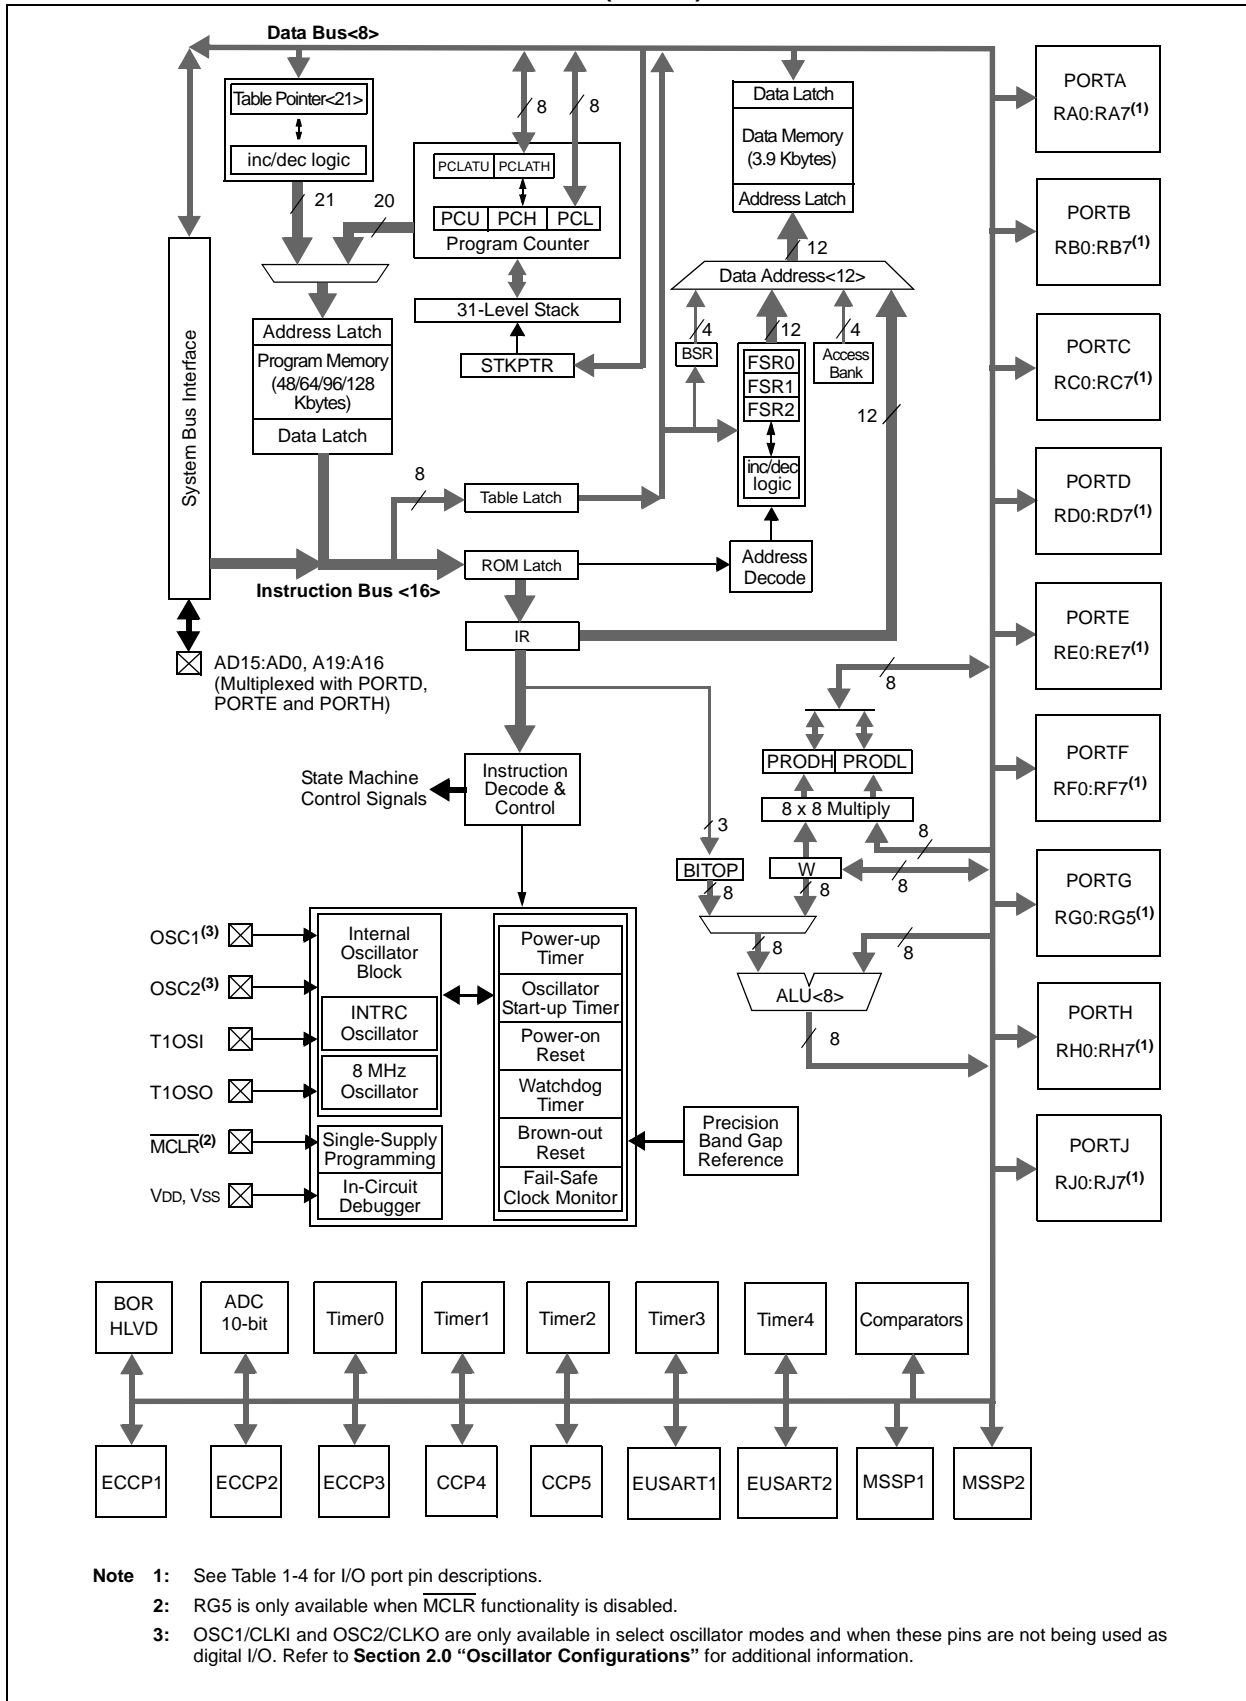 Data Bus<8>
Table Pointer<21>
inc/dec logic
21
20
8
8
PCLATU PCLATH
PCU PCH PCL
Program Counter
31-Level Stack
STKPTR
System Bus Interface
Address Latch
Program Memory
(48/64/96/128
Kbytes)
Data Latch
8
Table Latch
ROM Latch
Instruction Bus <16>
IR
AD15:AD0, A19:A16
(Multiplexed with PORTD,
PORTE and PORTH)
Data Latch
Data Memory
(3.9 Kbytes)
Address Latch
12
Data Address<12>
4
12
4
BSR
FSR0
FSR1
FSR2
inc/dec
logic
Access
Bank
12
Address
Decode
State Machine
Control Signals
Instruction
Decode &
Control
8
PRODH PRODL
8 x 8 Multiply
3
8
BITOP
W
8
8
8
8
8
ALU<8>
8
OSC1(3)
OSC2(3)
T1OSI
T1OSO
MCLR(2)
VDD, VSS
Internal
Oscillator
Block
INTRC
Oscillator
8 MHz
Oscillator
Single-Supply
Programming
In-Circuit
Debugger
Power-up
Timer
Oscillator
Start-up Timer
Power-on
Reset
Watchdog
Timer
Brown-out
Reset
Fail-Safe
Clock Monitor
Precision
Band Gap
Reference
PORTA
RA0:RA7(1)
PORTB
RB0:RB7(1)
PORTC
RC0:RC7(1)
PORTD
RD0:RD7(1)
PORTE
RE0:RE7(1)
PORTF
RF0:RF7(1)
PORTG
RG0:RG5(1)
PORTH
RH0:RH7(1)
PORTJ
RJ0:RJ7(1)
BOR
HLVD
ADC
10-bit
Timer0
Timer1
Timer2
Timer3
Timer4
Comparators
ECCP1
ECCP2
ECCP3
CCP4
CCP5
EUSART1
EUSART2
MSSP1
MSSP2
Note 1: See Table 1-4 for I/O port pin descriptions.
2: RG5 is only available when MCLR functionality is disabled.
3: OSC1/CLKI and OSC2/CLKO are only available in select oscillator modes and when these pins are not being used as
digital I/O. Refer to Section 2.0 “Oscillator Configurations” for additional information.